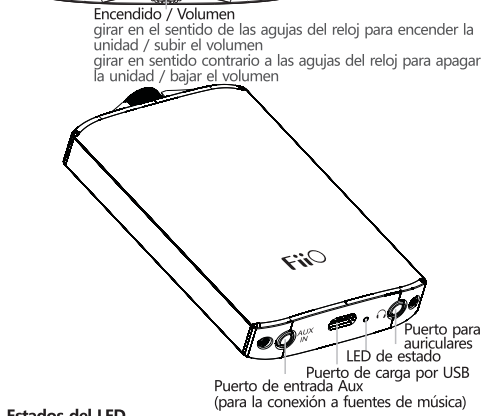 Encendido / Volumen
girar en el sentido de las agujas del reloj para encender la
unidad / subir el volumen
girar en sentido contrario a las agujas del reloj para apagar
la unidad / bajar el volumen
FiiO
AUX
IN
Puerto para
auriculares
LED de estado
Puerto de carga por USB
Puerto de entrada Aux
(para la conexión a fuentes de música)
Estados del LED